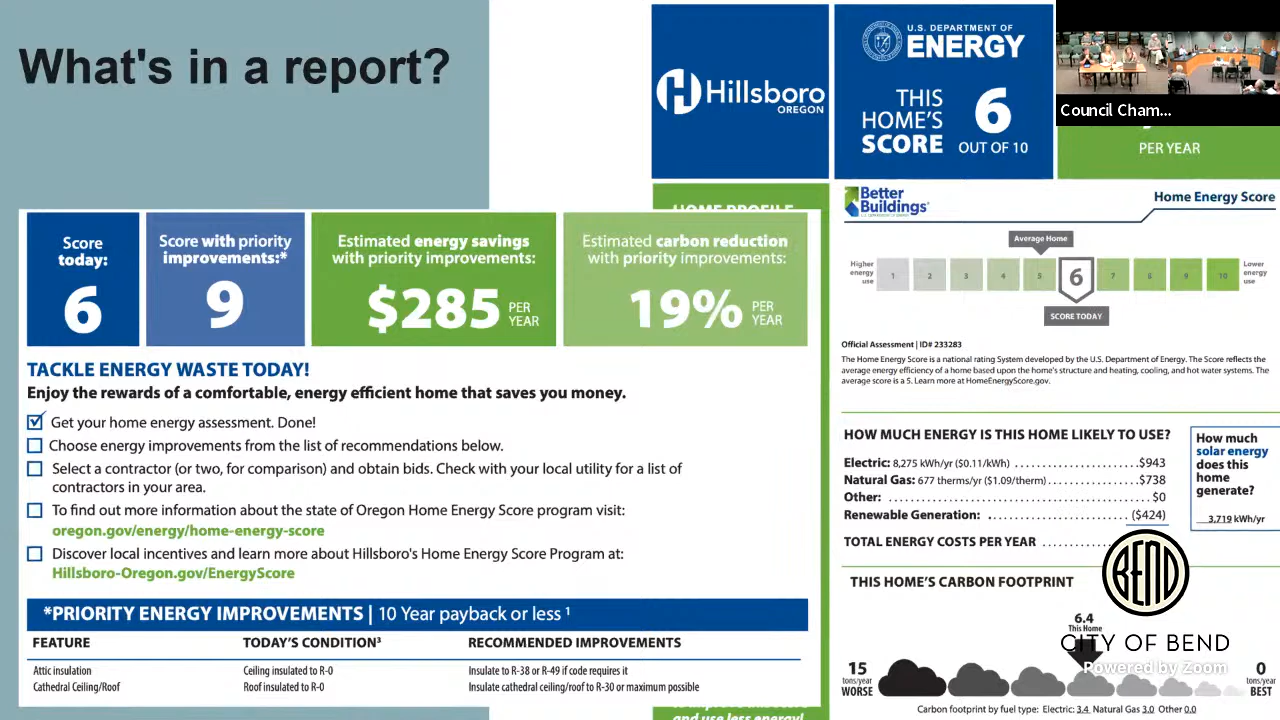 What's in a report?
Hillsboro
OREGON
U.S. DEPARTMENT OF
ENERGY
THIS
HOME'S
SCORE
6
OUT OF 10
PER YEAR
Council Cham...
HOME PROFILE
Score
today:
6
Score with priority
improvements:*
9
Estimated energy savings
with priority improvements:
$285 PER
YEAR
Estimated carbon reduction
with priority improvements:
19% PER
YEAR
TACKLE ENERGY WASTE TODAY!
Enjoy the rewards of a comfortable, energy efficient home that saves you money.
Get your home energy assessment. Done!
Choose energy improvements from the list of recommendations below.
Select a contractor (or two, for comparison) and obtain bids. Check with your local utility for a list of
contractors in your area.
To find out more information about the state of Oregon Home Energy Score program visit:
oregon.gov/energy/home-energy-score
Discover local incentives and learn more about Hillsboro's Home Energy Score Program at:
Hillsboro-Oregon.gov/EnergyScore
*PRIORITY ENERGY IMPROVEMENTS | 10 Year payback or less ¹
FEATURE TODAY'S CONDITION³ RECOMMENDED IMPROVEMENTS
Attic insulation Ceiling insulated to R-0 Insulate to R-38 or R-49 if code requires it
Cathedral Ceiling/Roof Roof insulated to R-0 Insulate cathedral ceiling/roof to R-30 or maximum possible
and use less energy!
Better
Buildings®
U.S. DEPARTMENT OF ENERGY
Home Energy Score
Average Home
Higher
energy
use
1 2 3 4 5 6 7 8 9 10
Lower
energy
use
SCORE TODAY
Official Assessment | ID# 233283
The Home Energy Score is a national rating System developed by the U.S. Department of Energy. The Score reflects the
average energy efficiency of a home based upon the home's structure and heating, cooling, and hot water systems. The
average score is a 5. Learn more at HomeEnergyScore.gov.
HOW MUCH ENERGY IS THIS HOME LIKELY TO USE?
Electric: 8,275 kWh/yr ($0.11/kWh) ........................ $943
Natural Gas: 677 therms/yr ($1.09/therm) .................... $738
Other: ........................................ $0
Renewable Generation: ........................ ($424)
TOTAL ENERGY COSTS PER YEAR ............
How much
solar energy
does this
home
generate?
3,719 kWh/yr
THIS HOME'S CARBON FOOTPRINT
6.4
This Home
15
tons/year
WORSE
0
tons/year
BEST
Carbon footprint by fuel type: Electric: 3.4 Natural Gas 3.0 Other 0.0
BEND
CITY OF BEND
Powered by Zoom